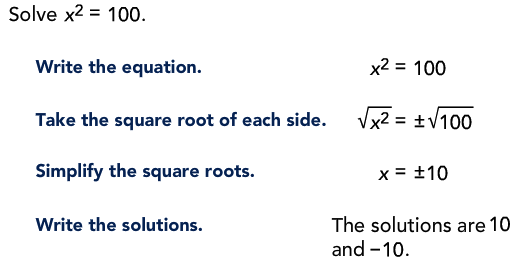 Solve x² = 100.
Write the equation. x² = 100
Take the square root of each side. √x² = ±√100
Simplify the square roots. x = ±10
Write the solutions. The solutions are 10
and −10.